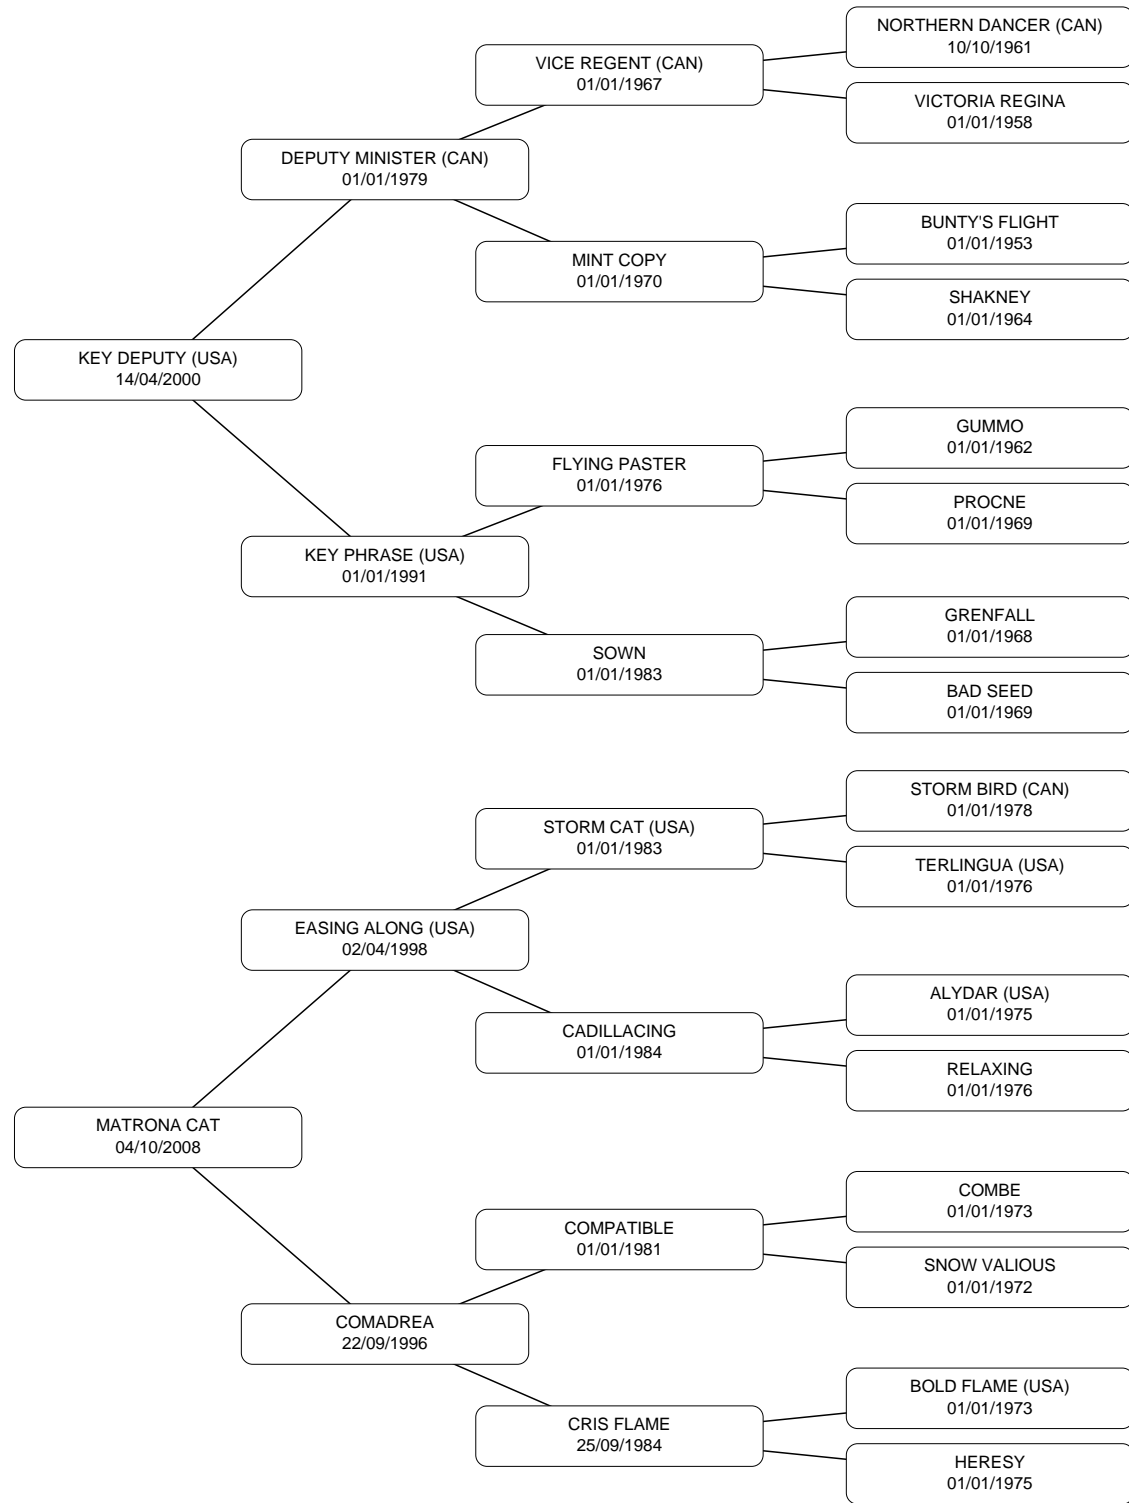 NORTHERN DANCER (CAN)
10/10/1961
VICE REGENT (CAN)
01/01/1967
VICTORIA REGINA
01/01/1958
DEPUTY MINISTER (CAN)
01/01/1979
BUNTY'S FLIGHT
01/01/1953
MINT COPY
01/01/1970
SHAKNEY
01/01/1964
KEY DEPUTY (USA)
14/04/2000
GUMMO
01/01/1962
FLYING PASTER
01/01/1976
PROCNE
01/01/1969
KEY PHRASE (USA)
01/01/1991
GRENFALL
01/01/1968
SOWN
01/01/1983
BAD SEED
01/01/1969
STORM BIRD (CAN)
01/01/1978
STORM CAT (USA)
01/01/1983
TERLINGUA (USA)
01/01/1976
EASING ALONG (USA)
02/04/1998
ALYDAR (USA)
01/01/1975
CADILLACING
01/01/1984
RELAXING
01/01/1976
MATRONA CAT
04/10/2008
COMBE
01/01/1973
COMPATIBLE
01/01/1981
SNOW VALIOUS
01/01/1972
COMADREA
22/09/1996
BOLD FLAME (USA)
01/01/1973
CRIS FLAME
25/09/1984
HERESY
01/01/1975